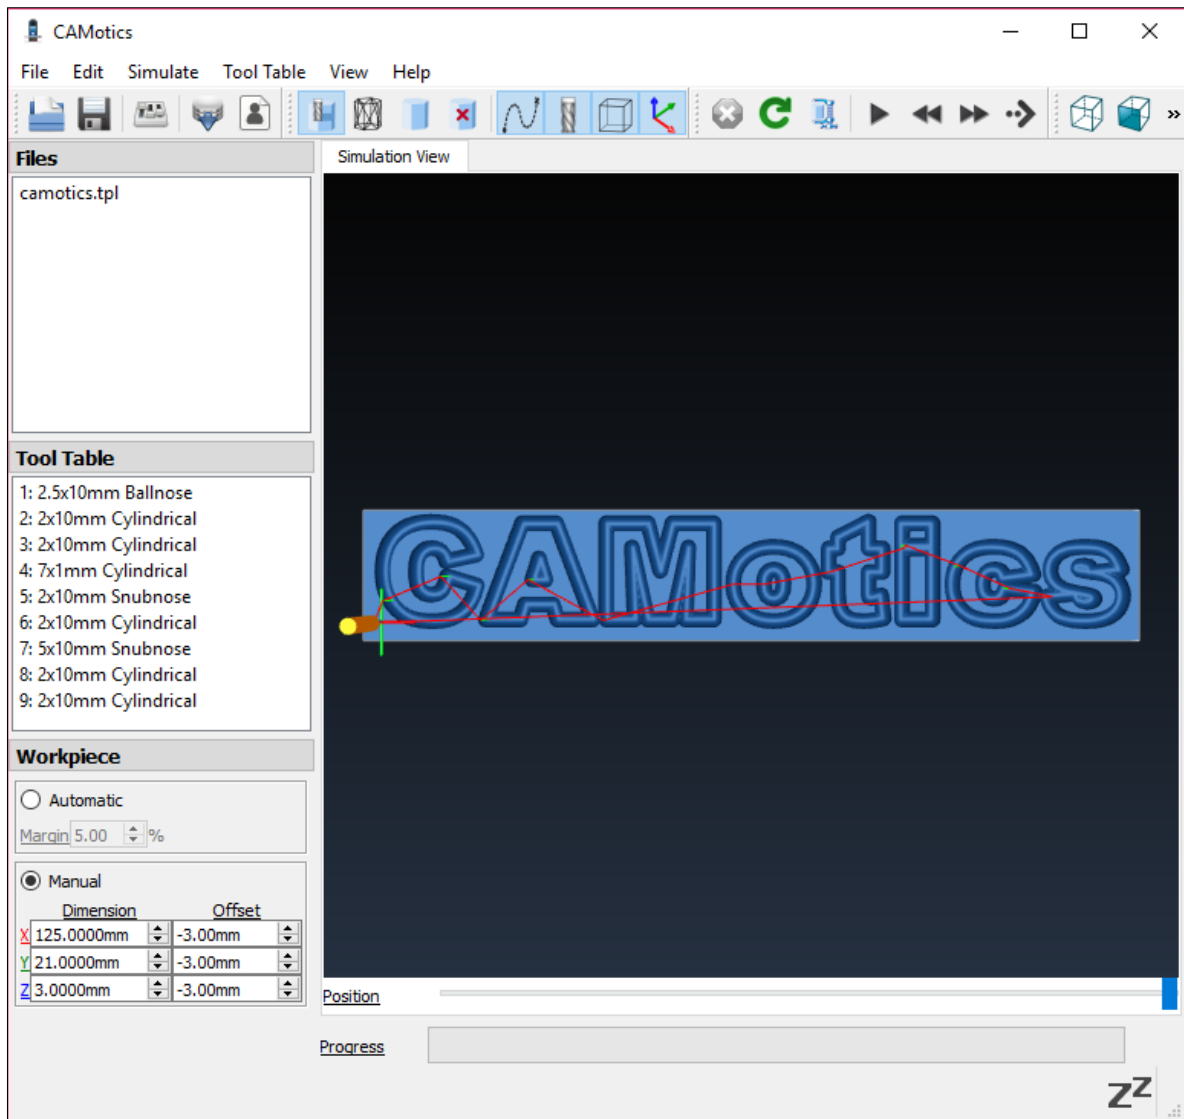 CAMotics
File Edit Simulate Tool Table View Help
»
Files
camotics.tpl
Tool Table
1: 2.5x10mm Ballnose
2: 2x10mm Cylindrical
3: 2x10mm Cylindrical
4: 7x1mm Cylindrical
5: 2x10mm Snubnose
6: 2x10mm Cylindrical
7: 5x10mm Snubnose
8: 2x10mm Cylindrical
9: 2x10mm Cylindrical
Workpiece
Automatic
Margin 5.00 %
Manual
Dimension Offset
X 125.0000mm -3.00mm
Y 21.0000mm -3.00mm
Z 3.0000mm -3.00mm
Simulation View
CAMotics
Position
Progress
zZ